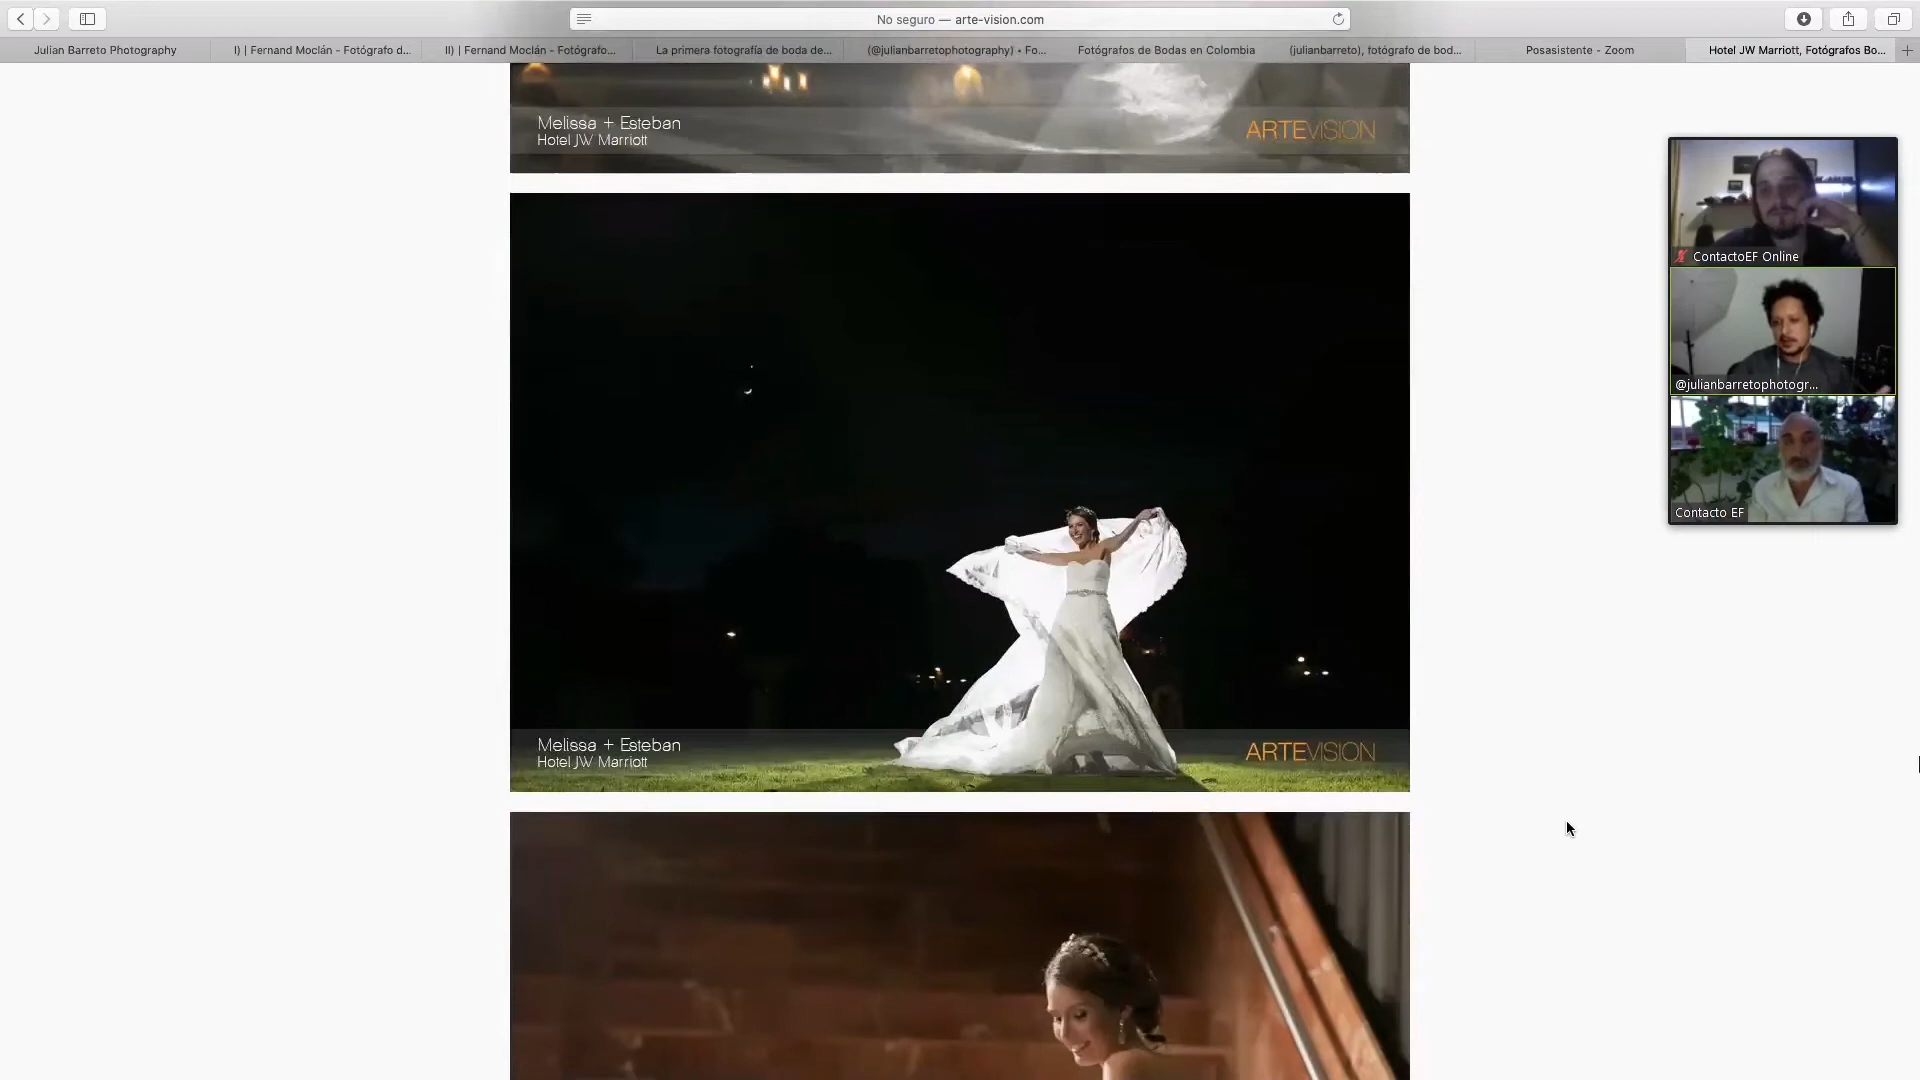 No seguro — arte-vision.com
Julian Barreto Photography
I) | Fernand Moclán - Fotógrafo d...
II) | Fernand Moclán - Fotógrafo...
La primera fotografía de boda de...
(@julianbarretophotography) • Fo...
Fotógrafos de Bodas en Colombia
(julianbarreto), fotógrafo de bod...
Posasistente - Zoom
Hotel JW Marriott, Fotógrafos Bo...
Melissa + Esteban
Hotel JW Marriott
ARTEVISION
ContactoEF Online
@julianbarretophotogr...
Contacto EF
Melissa + Esteban
Hotel JW Marriott
ARTEVISION